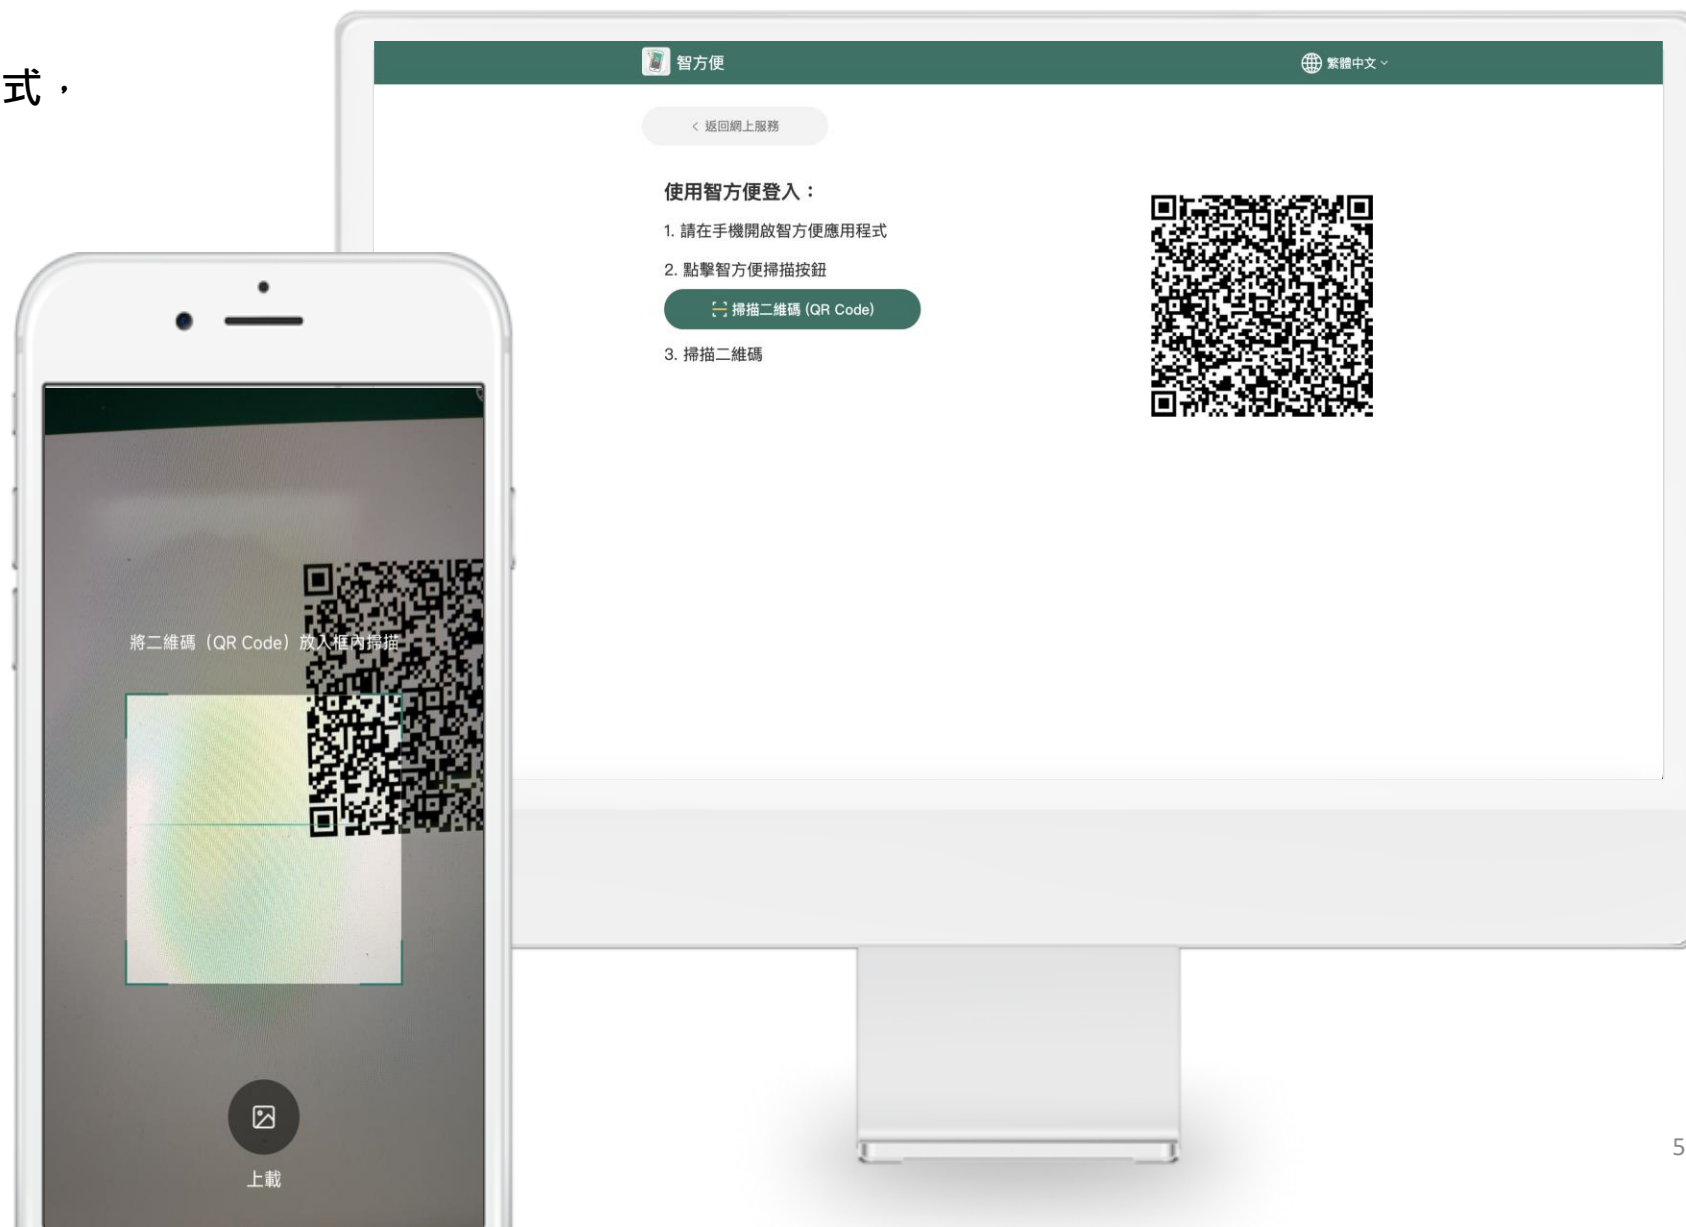 式，
智方便
繁體中文
< 返回網上服務
使用智方便登入：
1. 請在手機開啟智方便應用程式
2. 點擊智方便掃描按鈕
掃描二維碼 (QR Code)
3. 掃描二維碼
將二維碼（QR Code）放入框內掃描
上載
5